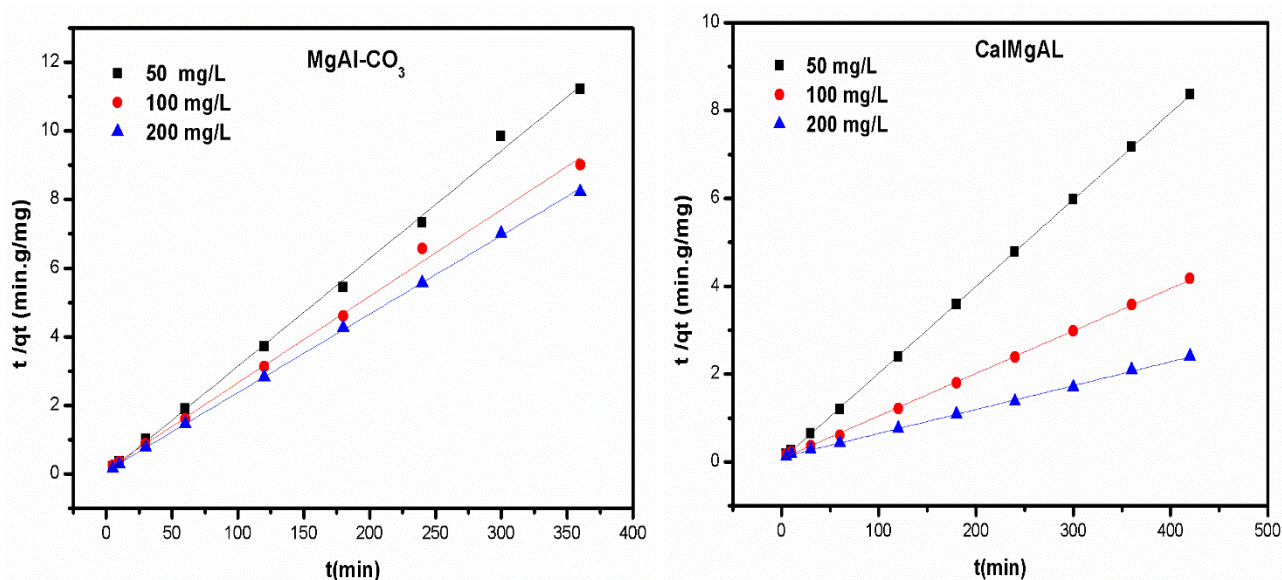 MgAl-CO₃
50 mg/L
100 mg/L
200 mg/L
t /qt (min.g/mg)
12
10
8
6
4
2
0
0 50 100 150 200 250 300 350 400
t(min)
CalMgAL
50 mg/L
100 mg/L
200 mg/L
t /qt (min.g/mg)
10
8
6
4
2
0
0 100 200 300 400 500
t(min)